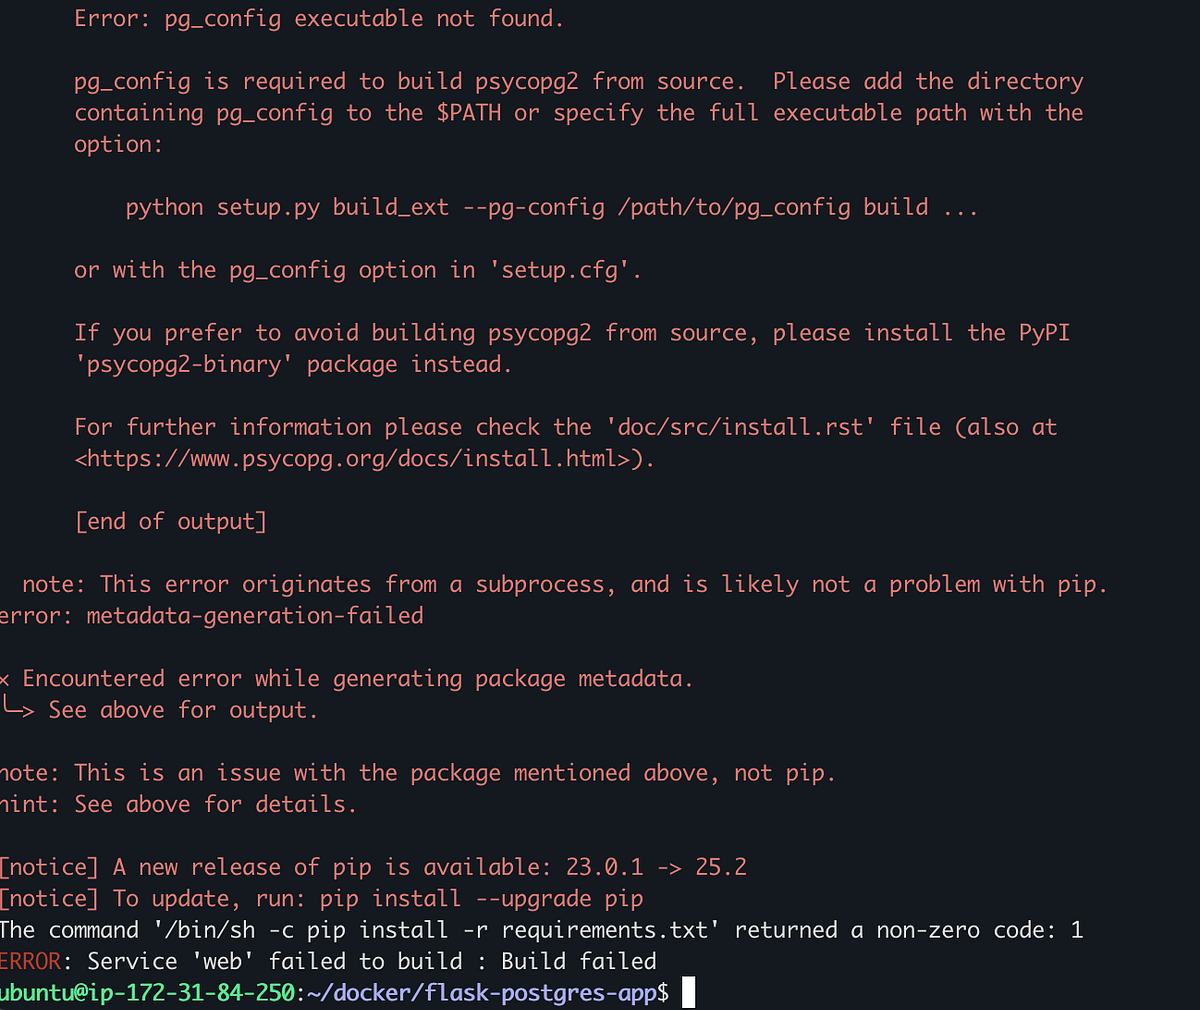 Error: pg_config executable not found.
pg_config is required to build psycopg2 from source.  Please add the directory
containing pg_config to the $PATH or specify the full executable path with the
option:
python setup.py build_ext --pg-config /path/to/pg_config build ...
or with the pg_config option in 'setup.cfg'.
If you prefer to avoid building psycopg2 from source, please install the PyPI
'psycopg2-binary' package instead.
For further information please check the 'doc/src/install.rst' file (also at
<https://www.psycopg.org/docs/install.html>).
[end of output]
note: This error originates from a subprocess, and is likely not a problem with pip.
error: metadata-generation-failed
× Encountered error while generating package metadata.
╰─> See above for output.
note: This is an issue with the package mentioned above, not pip.
hint: See above for details.
[notice] A new release of pip is available: 23.0.1 -> 25.2
[notice] To update, run: pip install --upgrade pip
The command '/bin/sh -c pip install -r requirements.txt' returned a non-zero code: 1
ERROR: Service 'web' failed to build : Build failed
ubuntu@ip-172-31-84-250:~/docker/flask-postgres-app$